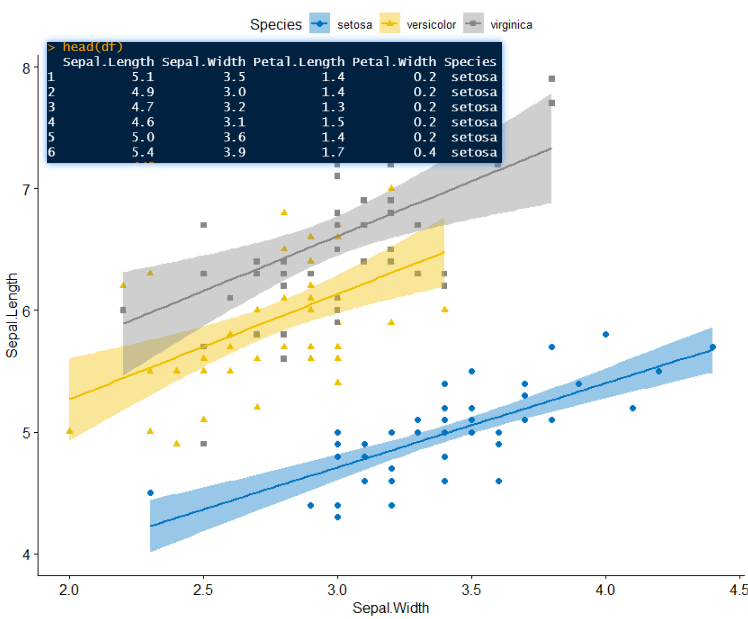 Species setosa versicolor virginica
> head(df)
Sepal.Length Sepal.Width Petal.Length Petal.Width Species
1 5.1 3.5 1.4 0.2 setosa
2 4.9 3.0 1.4 0.2 setosa
3 4.7 3.2 1.3 0.2 setosa
4 4.6 3.1 1.5 0.2 setosa
5 5.0 3.6 1.4 0.2 setosa
6 5.4 3.9 1.7 0.4 setosa
8
7
6
5
4
Sepal.Length
2.0 2.5 3.0 3.5 4.0 4.5
Sepal.Width